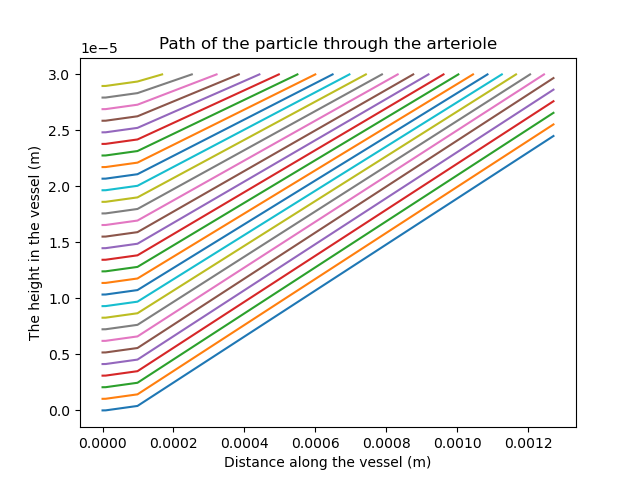 Path of the particle through the arteriole
1e−5
3.0
2.5
2.0
1.5
1.0
0.5
0.0
The height in the vessel (m)
0.0000 0.0002 0.0004 0.0006 0.0008 0.0010 0.0012
Distance along the vessel (m)